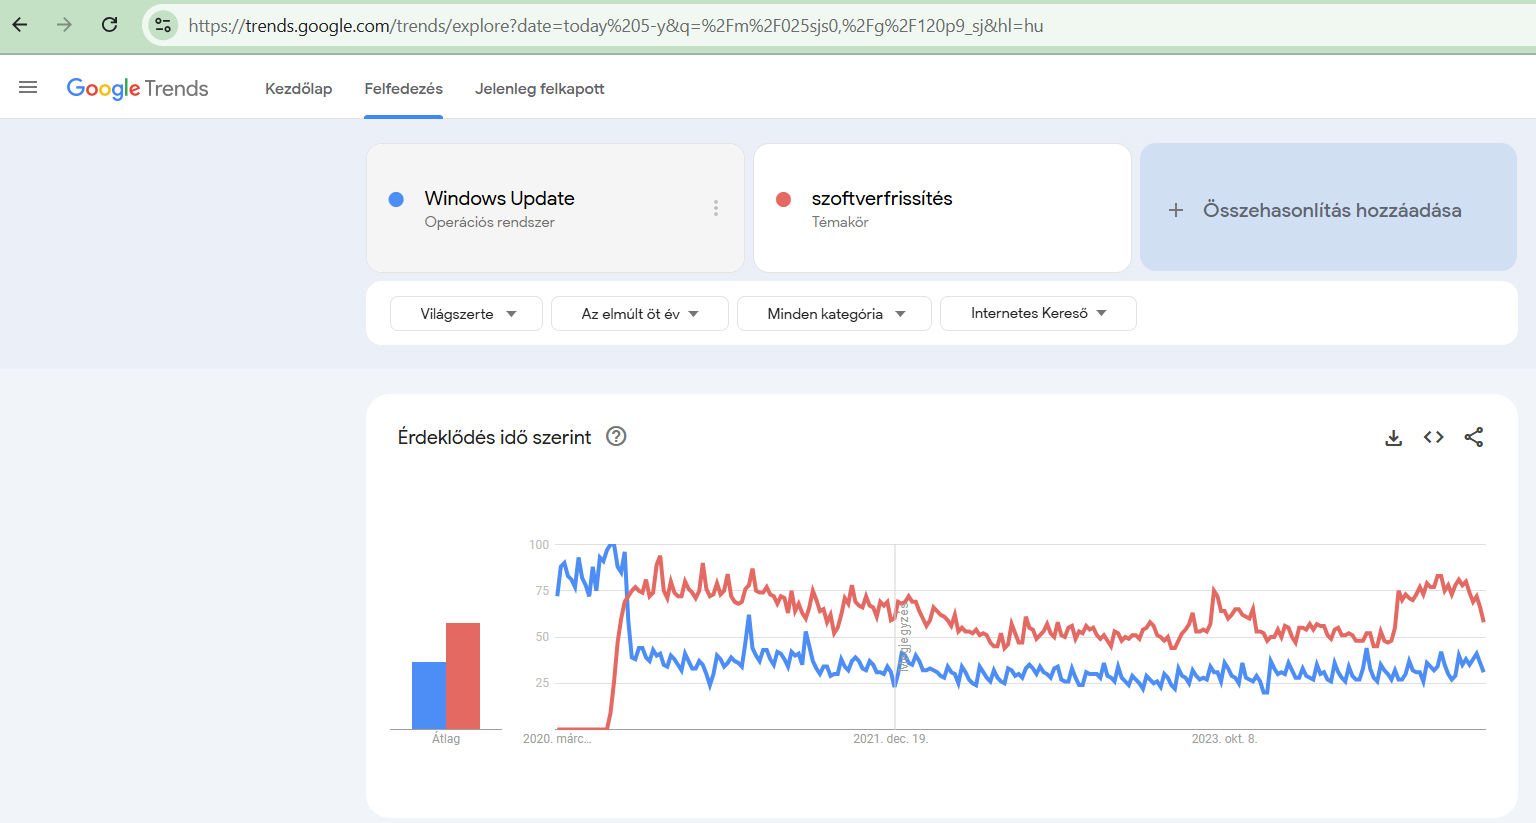 https://trends.google.com/trends/explore?date=today%205-y&q=%2Fm%2F025sjs0,%2Fg%2F120p9_sj&hl=hu
Google Trends
Kezdőlap
Felfedezés
Jelenleg felkapott
Windows Update
Operációs rendszer
szoftverfrissítés
Témakör
+ Összehasonlítás hozzáadása
Világszerte
Az elmúlt öt év
Minden kategória
Internetes Kereső
Érdeklődés idő szerint ?
100
75
50
25
Megjegyzés
Átlag
2020. márc…
2021. dec. 19.
2023. okt. 8.